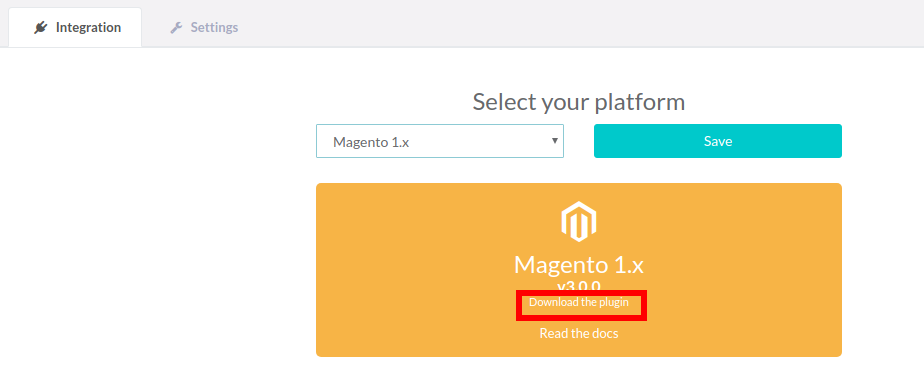 Integration
Settings
Select your platform
Magento 1.x
Save
Magento 1.x
v3.0.0
Download the plugin
Read the docs